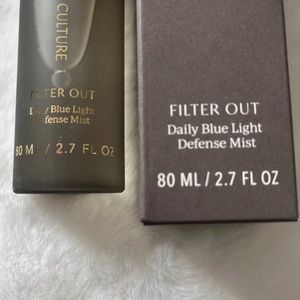 CULTURE
FILTER OUT
Daily Blue Light
Defense Mist
80 ML / 2.7 FL OZ
FILTER OUT
Daily Blue Light
Defense Mist
80 ML / 2.7 FL OZ